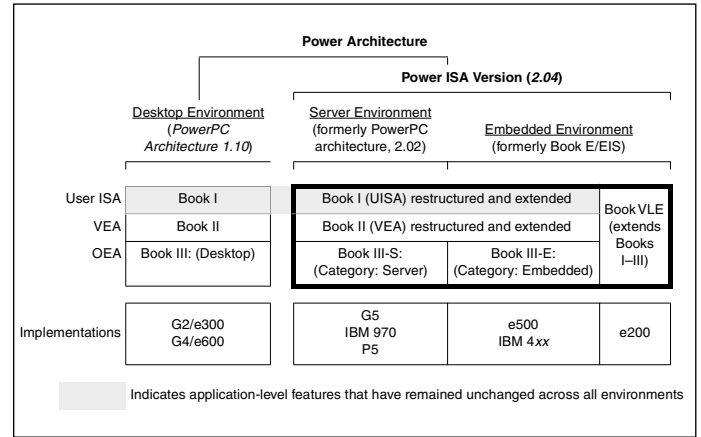 Power Architecture
Power ISA Version (2.04)
Desktop Environment
(PowerPC
Architecture 1.10)
Server Environment
(formerly PowerPC
architecture, 2.02)
Embedded Environment
(formerly Book E/EIS)
User ISA
Book I
Book I (UISA) restructured and extended
Book VLE
(extends
Books
I–III)
VEA
Book II
Book II (VEA) restructured and extended
OEA
Book III: (Desktop)
Book III-S:
(Category: Server)
Book III-E:
(Category: Embedded)
Implementations
G2/e300
G4/e600
G5
IBM 970
P5
e500
IBM 4xx
e200
Indicates application-level features that have remained unchanged across all environments